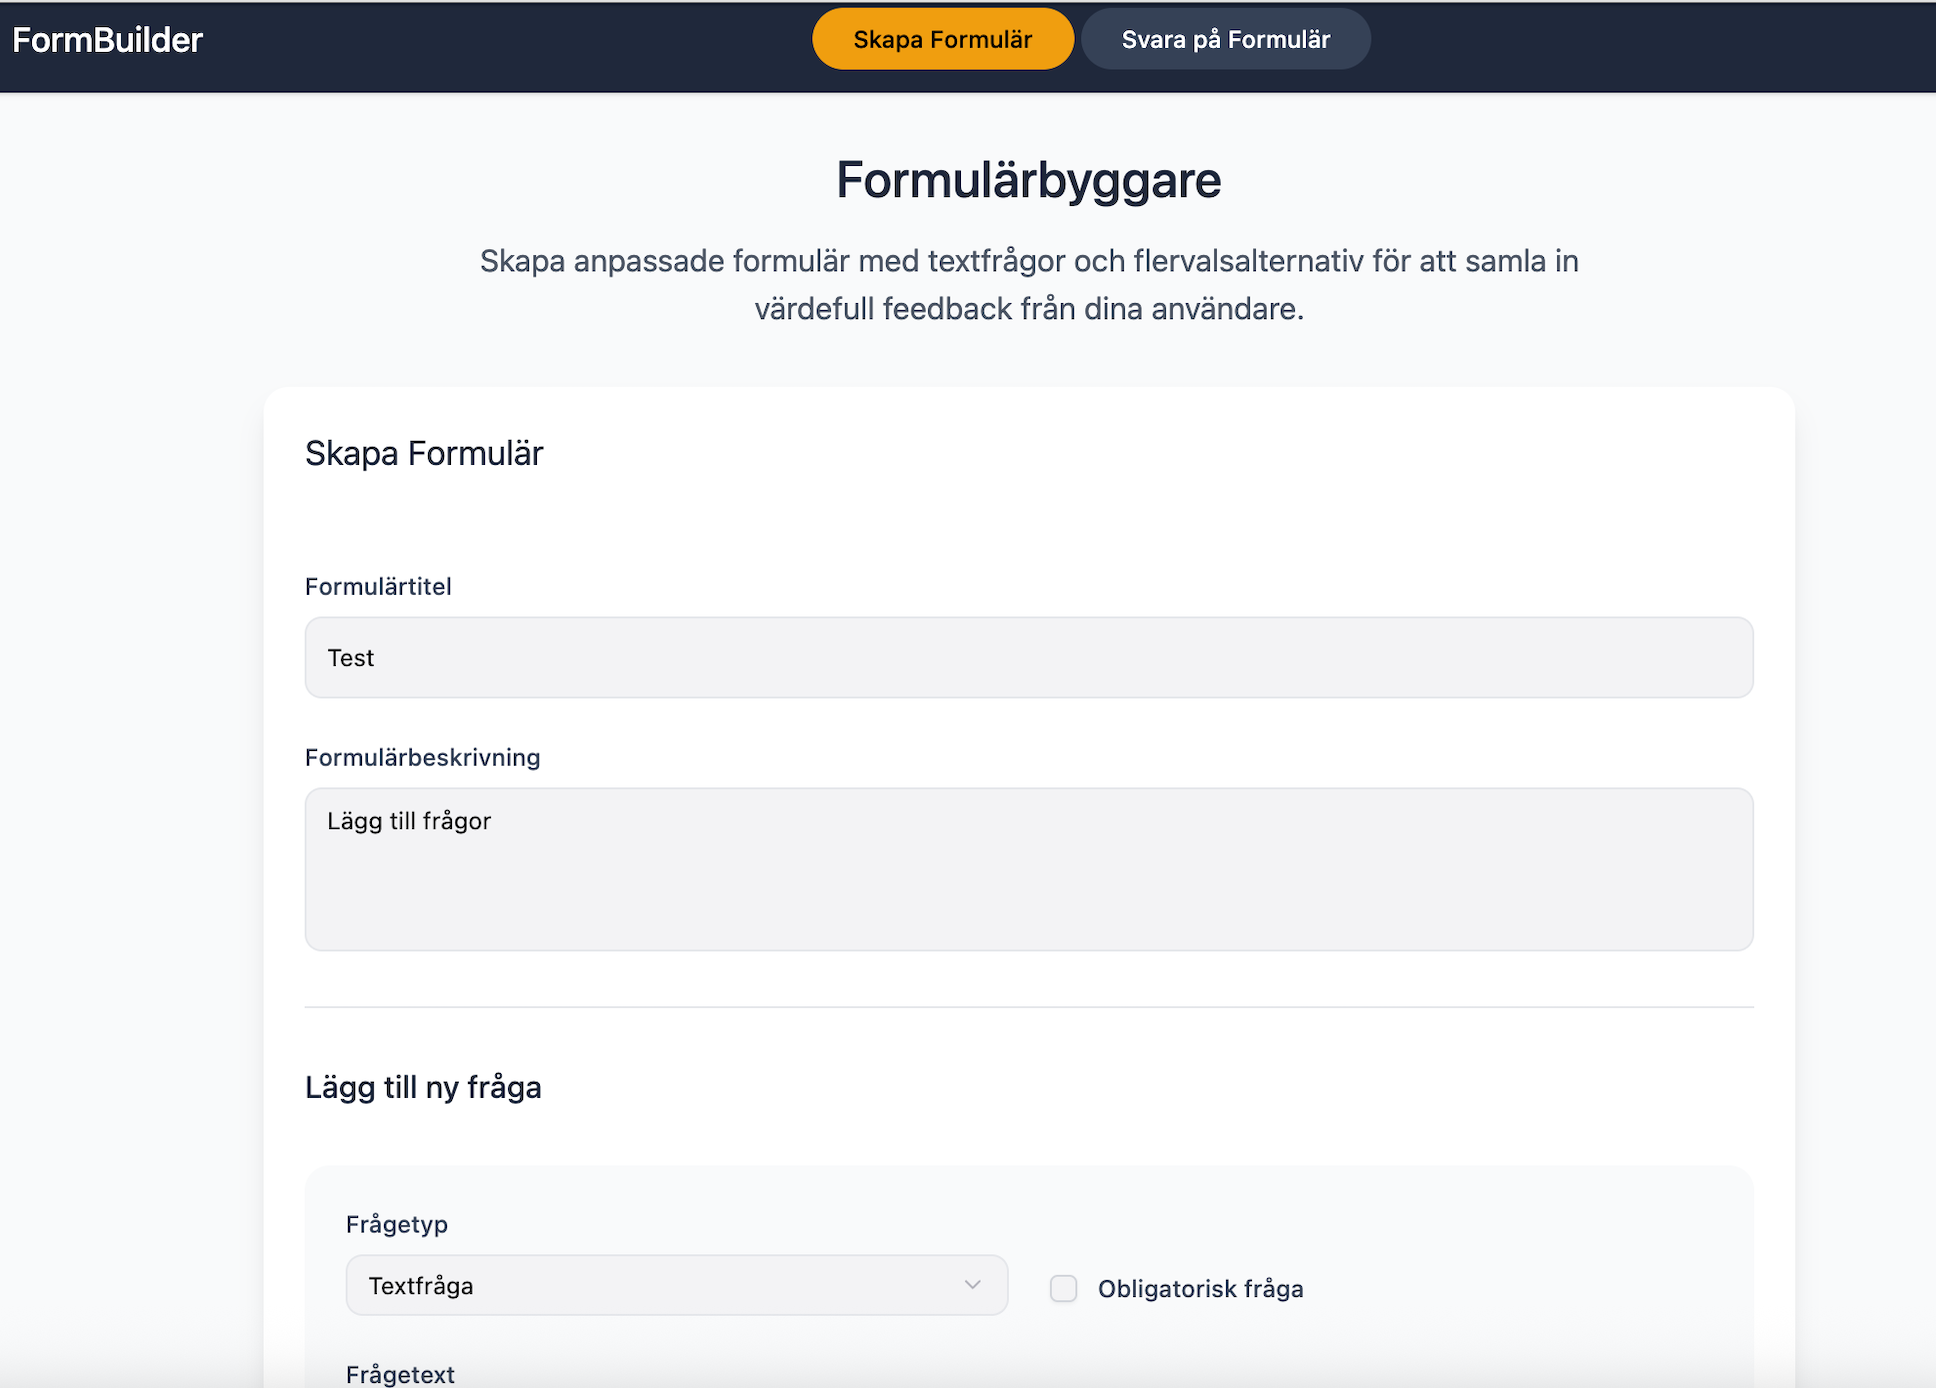 FormBuilder
Skapa Formulär
Svara på Formulär
Formulärbyggare
Skapa anpassade formulär med textfrågor och flervalsalternativ för att samla in
värdefull feedback från dina användare.
Skapa Formulär
Formulärtitel
Test
Formulärbeskrivning
Lägg till frågor
Lägg till ny fråga
Frågetyp
Textfråga
Obligatorisk fråga
Frågetext